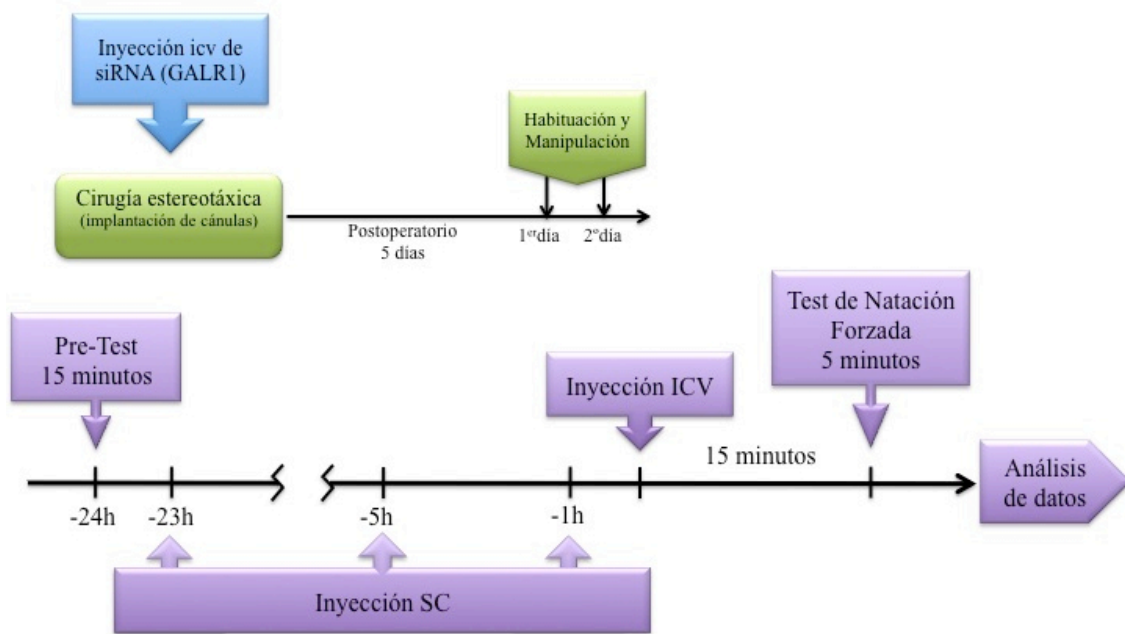 Inyección icv de
siRNA (GALR1)
Habituación y
Manipulación
Cirugía estereotáxica
(implantación de cánulas)
Postoperatorio
5 días
1ᵉʳdía
2ºdía
Pre-Test
15 minutos
Inyección ICV
Test de Natación
Forzada
5 minutos
15 minutos
Análisis
de datos
-24h
-23h
-5h
-1h
Inyección SC